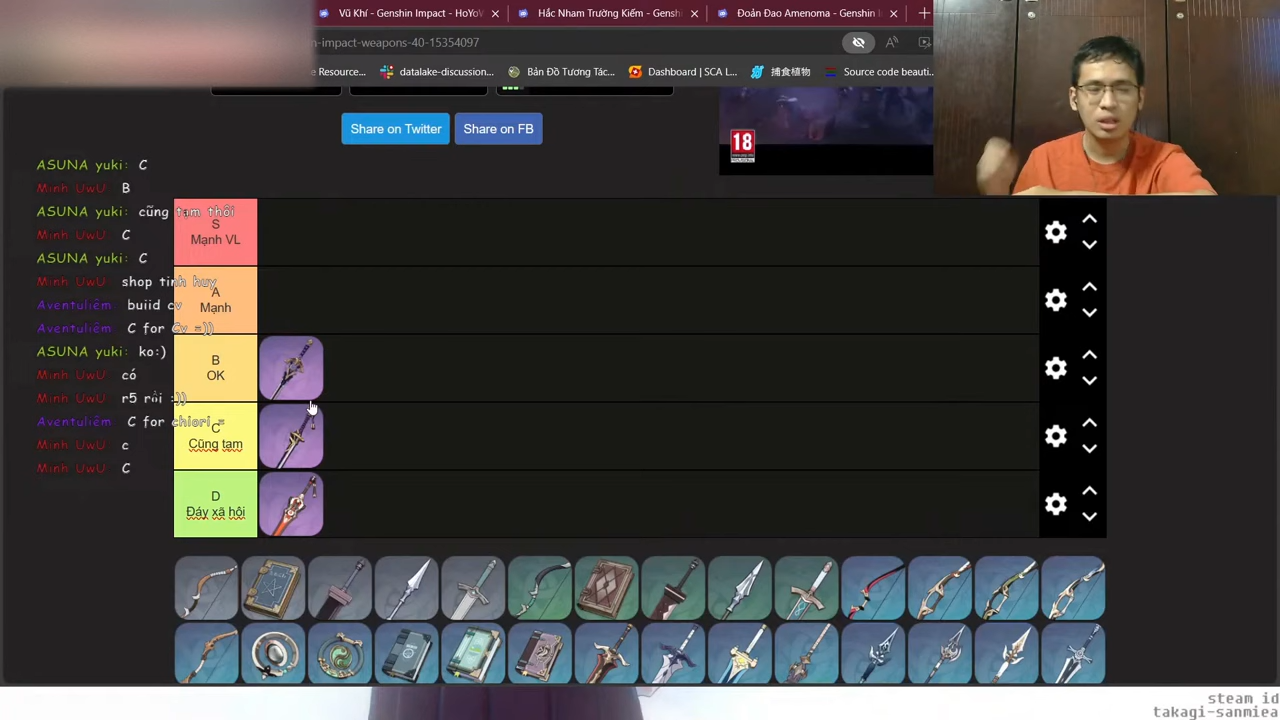 Vũ Khí - Genshin Impact - HoYoV
Hắc Nham Trường Kiếm - Gensh
Đoản Đao Amenoma - Genshin
n-impact-weapons-40-15354097
Resource...
datalake-discussion...
Bản Đồ Tương Tác...
Dashboard | SCA L...
捕食植物
Source code beauti...
Share on Twitter
Share on FB
18
ASUNA yuki: C
Minh UwU B
ASUNA yuki: cũng tạm thôi
Minh UwU C
ASUNA yuki: C
Minh UwU shop tinh huy
Aventuliêm buiid cv
Aventuliêm C for Cv =))
ASUNA yuki: ko:)
Minh UwU có
Minh UwU r5 rồi :))
Aventuliêm C for chiori =
Minh UwU c
Minh UwU C
S
Mạnh VL
A
Mạnh
B
OK
C
Cũng tạm
D
Đáy xã hội
steam id
takagi-sanmiea